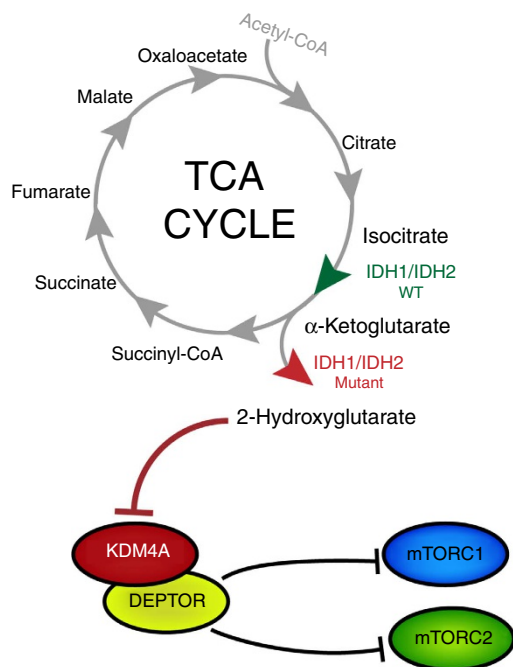 Acetyl-CoA
Oxaloacetate
Malate
Citrate
TCA
CYCLE
Fumarate
Isocitrate
IDH1/IDH2
WT
Succinate
α-Ketoglutarate
Succinyl-CoA
IDH1/IDH2
Mutant
2-Hydroxyglutarate
KDM4A
mTORC1
DEPTOR
mTORC2